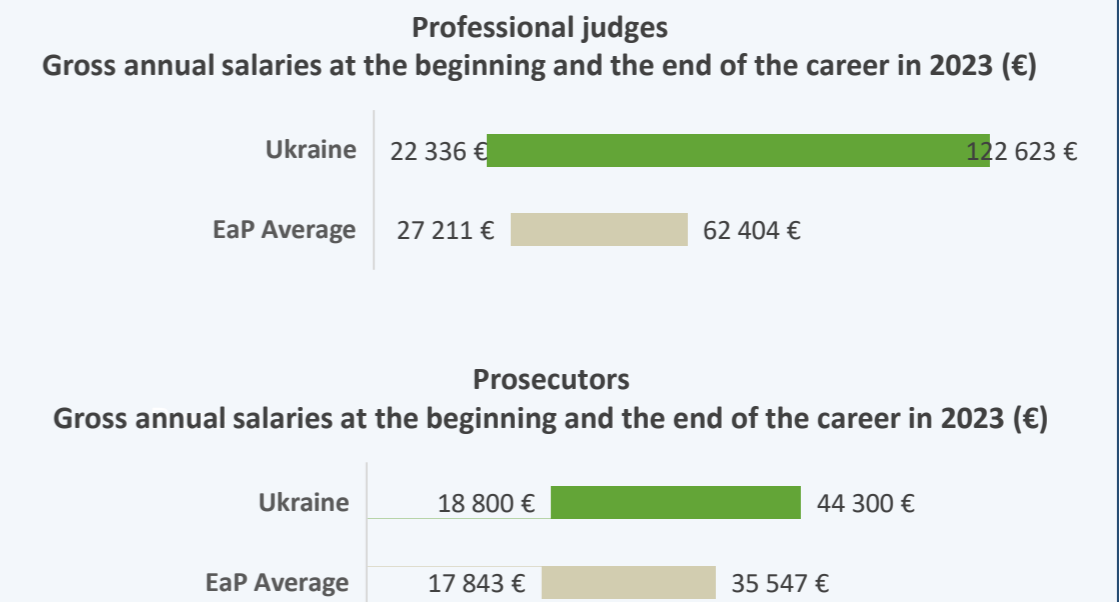 Professional judges
Gross annual salaries at the beginning and the end of the career in 2023 (€)
Ukraine 22 336 € 122 623 €
EaP Average 27 211 € 62 404 €
Prosecutors
Gross annual salaries at the beginning and the end of the career in 2023 (€)
Ukraine 18 800 € 44 300 €
EaP Average 17 843 € 35 547 €